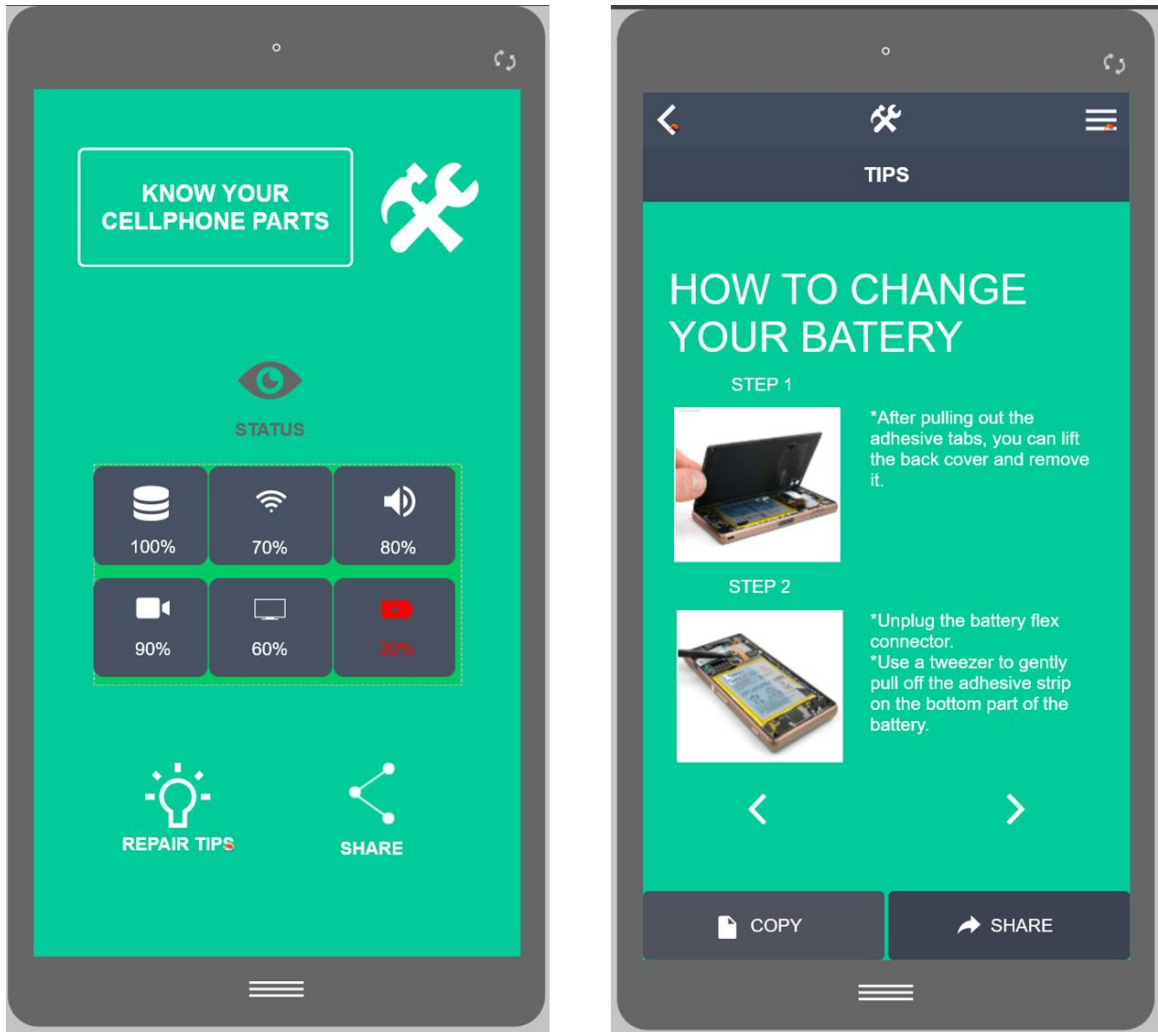 KNOW YOUR
CELLPHONE PARTS
STATUS
100%
70%
80%
90%
60%
30%
REPAIR TIPS
SHARE
TIPS
HOW TO CHANGE
YOUR BATERY
STEP 1
*After pulling out the
adhesive tabs, you can lift
the back cover and remove
it.
STEP 2
*Unplug the battery flex
connector.
*Use a tweezer to gently
pull off the adhesive strip
on the bottom part of the
battery.
COPY
SHARE